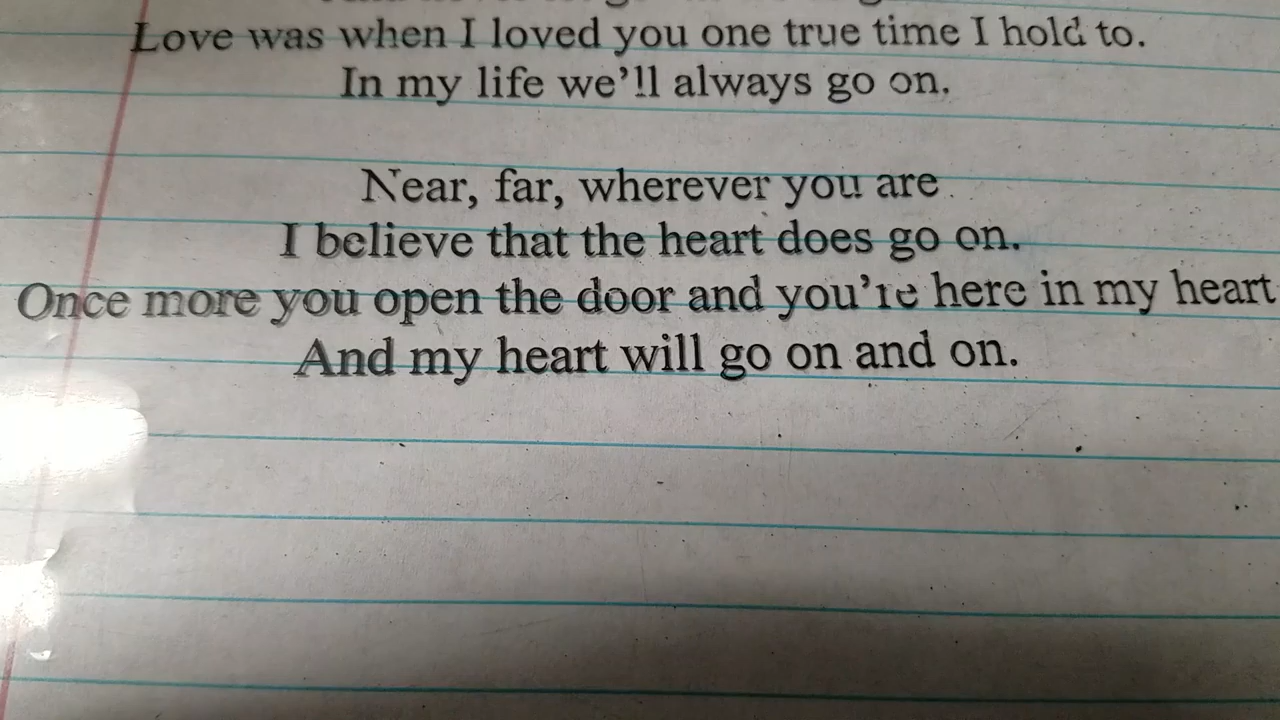 Love was when I loved you one true time I hold to.
In my life we'll always go on.
Near, far, wherever you are
I believe that the heart does go on.
Once more you open the door and you're here in my heart
And my heart will go on and on.